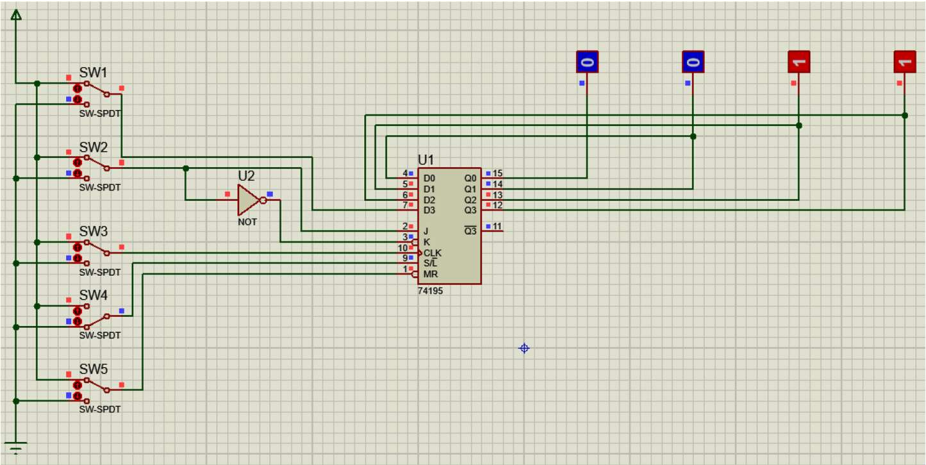 0 0 1 1
SW1
SW-SPDT
SW2
SW-SPDT
U2
NOT
U1
4 D0 Q0 15
5 D1 Q1 14
6 D2 Q2 13
7 D3 Q3 12
2 J Q3 11
3 K
10 CLK
9 S/L
1 MR
74195
SW3
SW-SPDT
SW4
SW-SPDT
SW5
SW-SPDT